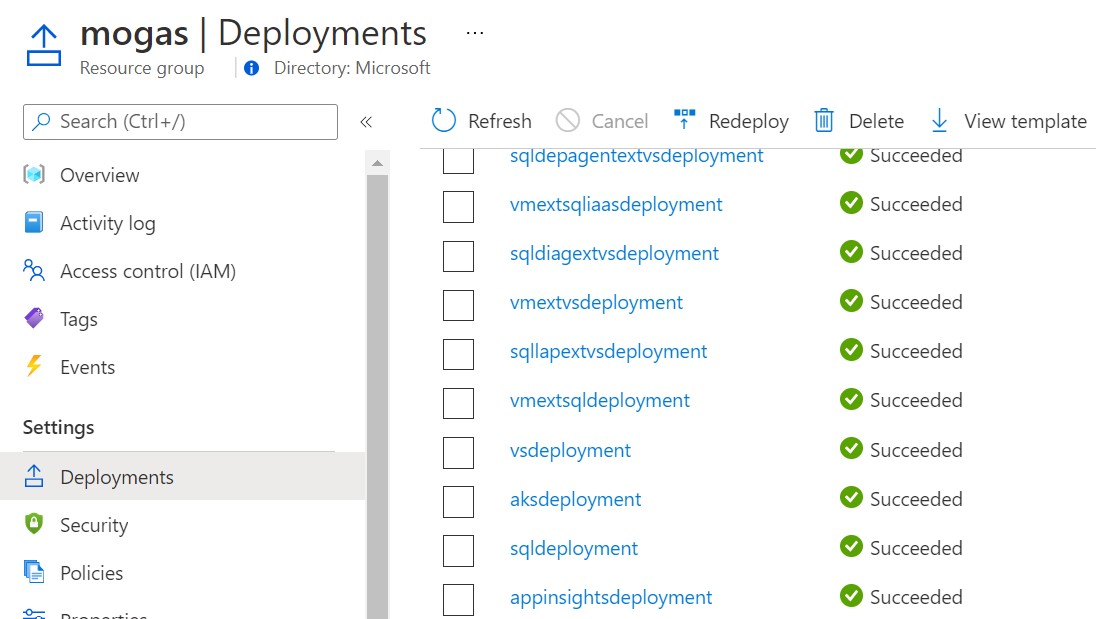 mogas | Deployments ...
Resource group
Directory: Microsoft
Search (Ctrl+/)
«
Overview
Activity log
Access control (IAM)
Tags
Events
Settings
Deployments
Security
Policies
Properties
Refresh
Cancel
Redeploy
Delete
View template
sqldepagentextvsdeployment Succeeded
vmextsqliaasdeployment Succeeded
sqldiagextvsdeployment Succeeded
vmextvsdeployment Succeeded
sqllapextvsdeployment Succeeded
vmextsqldeployment Succeeded
vsdeployment Succeeded
aksdeployment Succeeded
sqldeployment Succeeded
appinsightsdeployment Succeeded